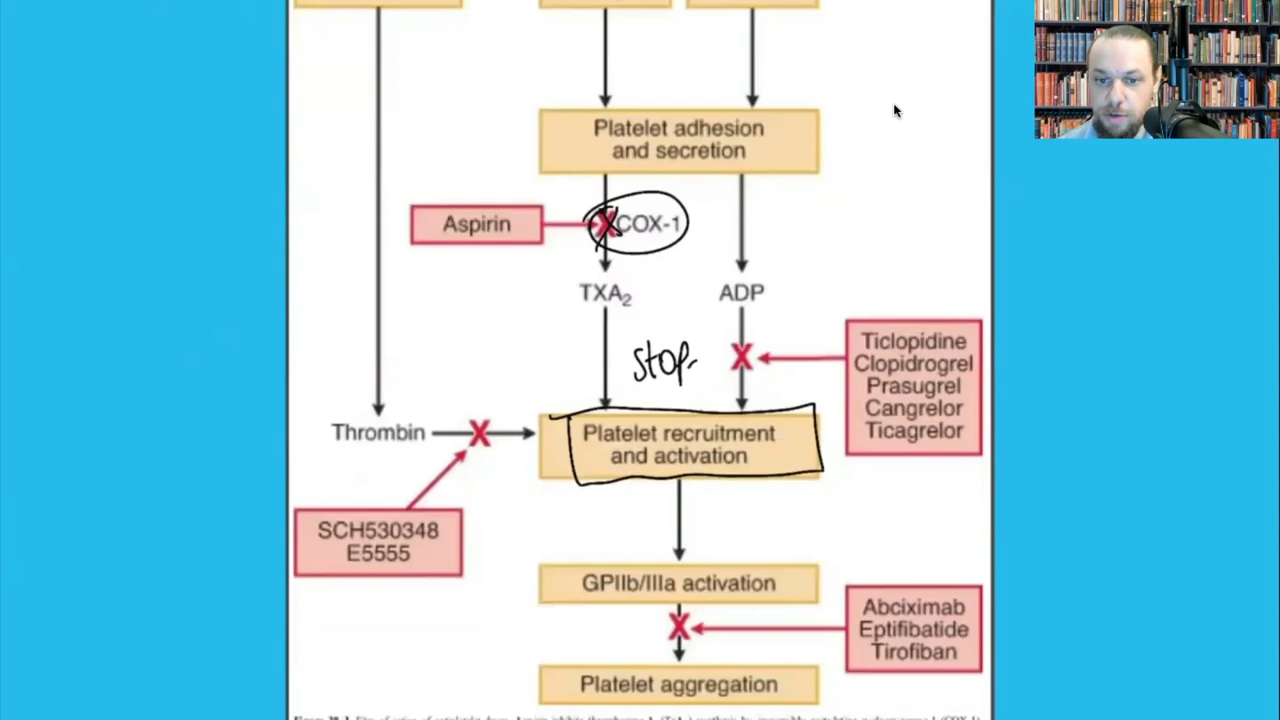 Platelet adhesion
and secretion
Aspirin
COX-1
TXA2
ADP
stop
Ticlopidine
Clopidrogrel
Prasugrel
Cangrelor
Ticagrelor
Thrombin
Platelet recruitment
and activation
SCH530348
E5555
GPIIb/IIIa activation
Abciximab
Eptifibatide
Tirofiban
Platelet aggregation